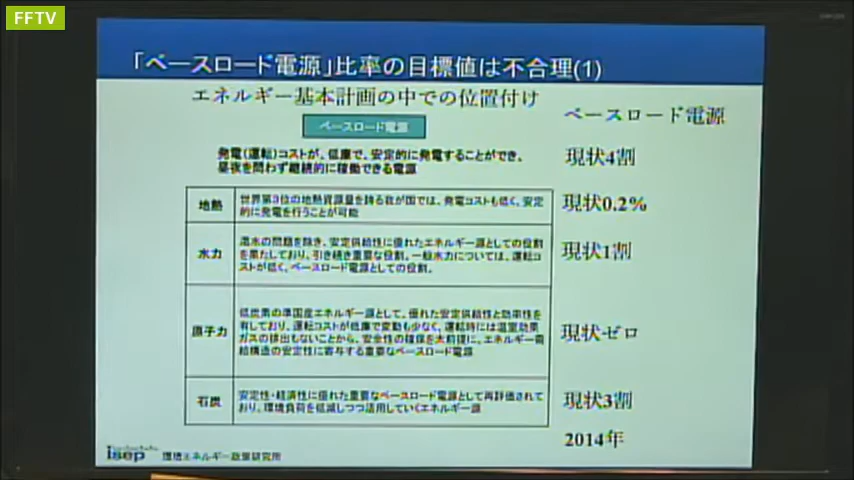 FFTV
「ベースロード電源」比率の目標値は不合理(1)
エネルギー基本計画の中での位置付け
ベースロード電源
ベースロード電源
発電(運転)コストが、低廉で、安定的に発電することができ、
昼夜を問わず継続的に稼働できる電源
現状4割
地熱
世界第3位の地熱資源量を誇る我が国では、発電コストも低く、安定
的に発電を行うことが可能
現状0.2%
水力
渇水の問題を除き、安定供給性に優れたエネルギー源としての役割
を果たしており、引き続き重要な役割。一般水力については、運転コ
ストが低く、ベースロード電源としての役割。
現状1割
原子力
低炭素の準国産エネルギー源として、優れた安定供給性と効率性を
有しており、運転コストが低廉で変動も少なく、運転時には温室効果
ガスの排出もないことから、安全性の確保を大前提に、エネルギー需
給構造の安定性に寄与する重要なベースロード電源
現状ゼロ
石炭
安定性・経済性に優れた重要なベースロード電源として再評価されて
おり、環境負荷を低減しつつ活用していくエネルギー源
現状3割
2014年
isep 環境エネルギー政策研究所